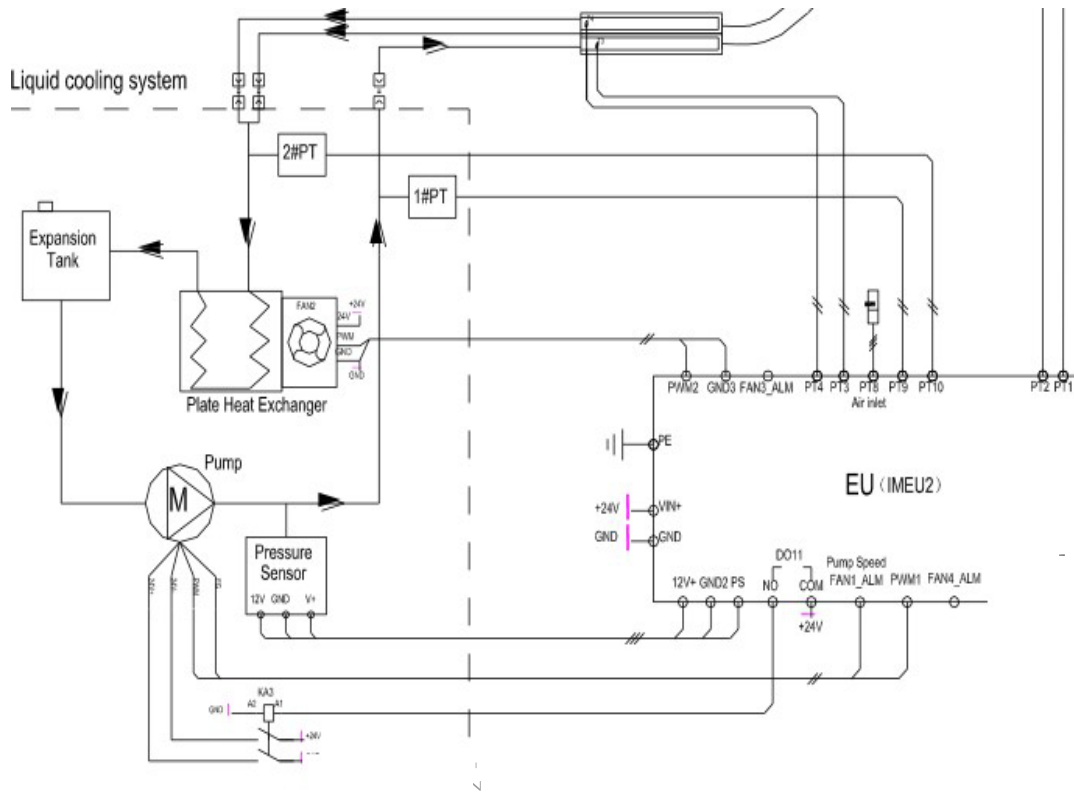 Liquid cooling system
2#PT
1#PT
Expansion
Tank
FAN2
+24V
24V
PWM
GND
GND
Plate Heat Exchanger
PWM2
GND3
FAN3_ALM
PT4
PT3
PT8
PT9
PT10
PT2
PT1
Air inlet
PE
EU（IMEU2）
Pump
M
+24V
VIN+
GND
GND
Pressure
Sensor
12V
GND
V+
DO11
Pump Speed
12V+
GND2
PS
NO
COM
FAN1_ALM
PWM1
FAN4_ALM
+24V
KA3
GND
A2
A1
+24V